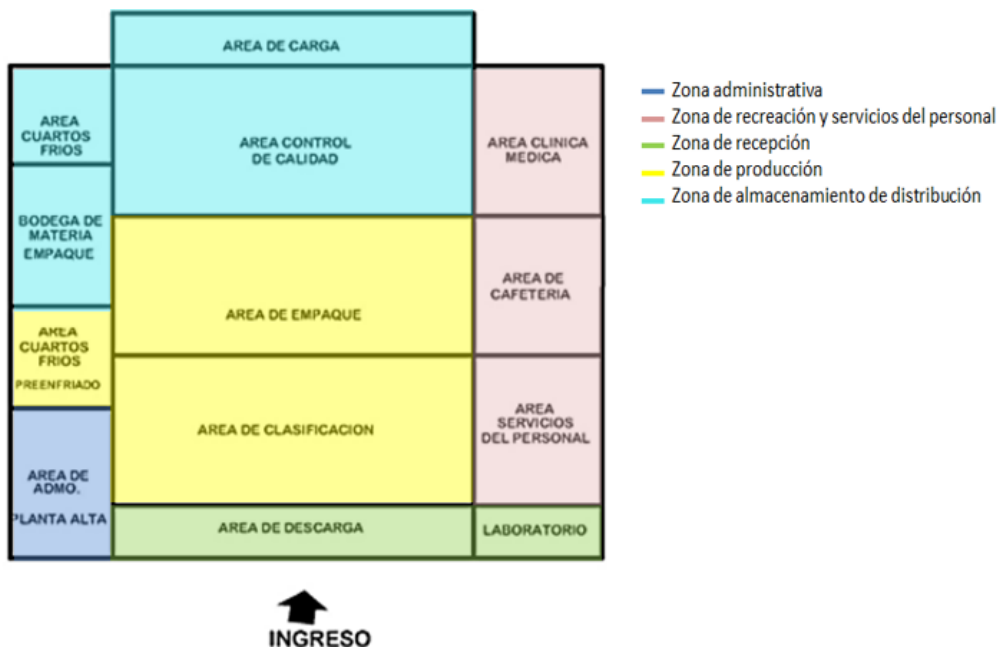 AREA DE CARGA
AREA
CUARTOS
FRIOS
AREA CONTROL
DE CALIDAD
AREA CLINICA
MEDICA
BODEGA DE
MATERIA
EMPAQUE
AREA DE EMPAQUE
AREA DE
CAFETERIA
AREA
CUARTOS
FRIOS
PREENFRIADO
AREA DE CLASIFICACION
AREA
SERVICIOS
DEL PERSONAL
AREA DE
ADMO.
PLANTA ALTA
AREA DE DESCARGA
LABORATORIO
INGRESO
Zona administrativa
Zona de recreación y servicios del personal
Zona de recepción
Zona de producción
Zona de almacenamiento de distribución